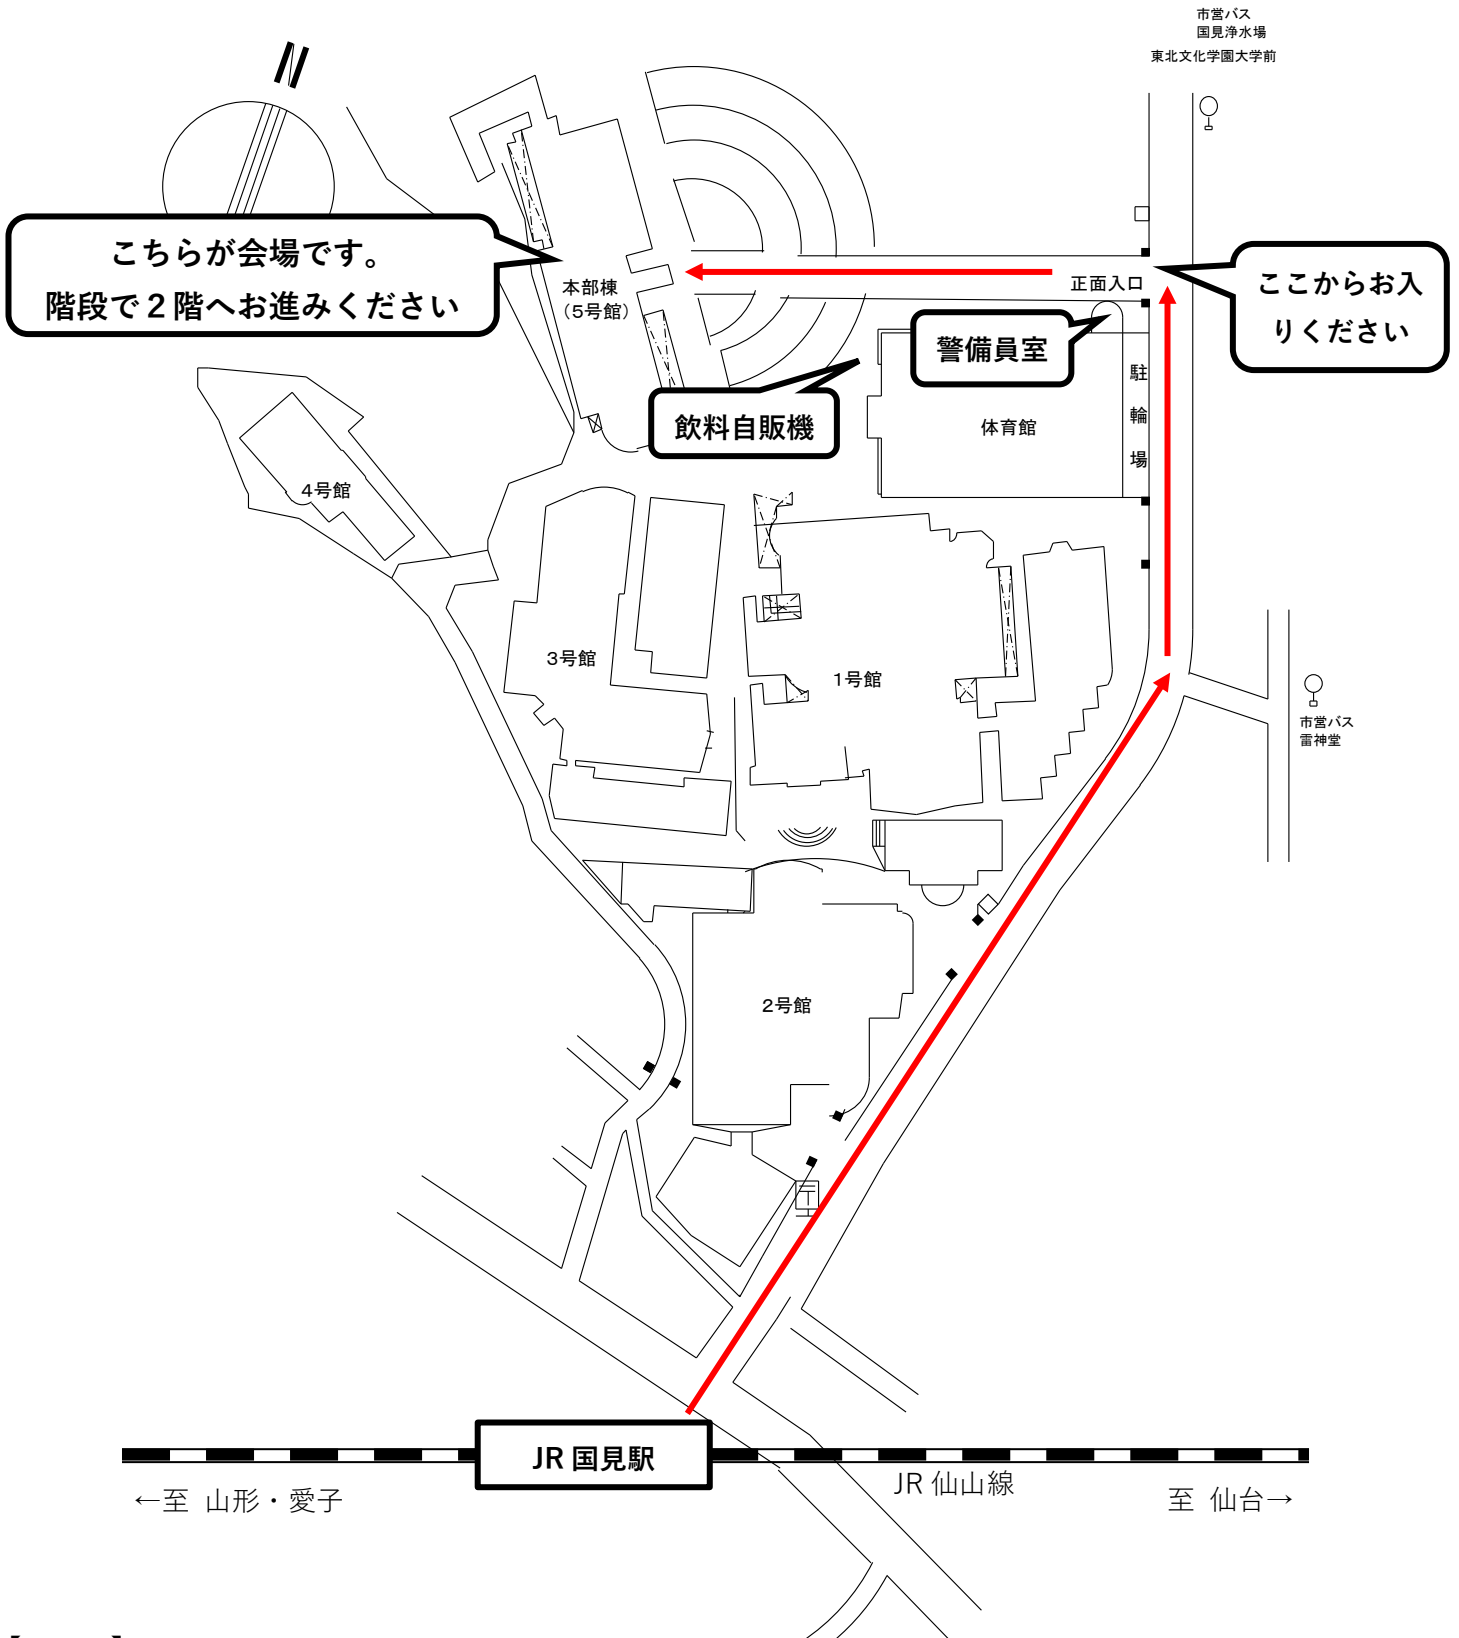 市営バス
国見浄水場
東北文化学園大学前
こちらが会場です。
階段で２階へお進みください
本部棟
（5号館）
正面入口
ここからお入
りください
警備員室
飲料自販機
体育館
駐
輪
場
4号館
3号館
1号館
市営バス
雷神堂
2号館
JR 国見駅
JR 仙山線
←至 山形・愛子
至 仙台→